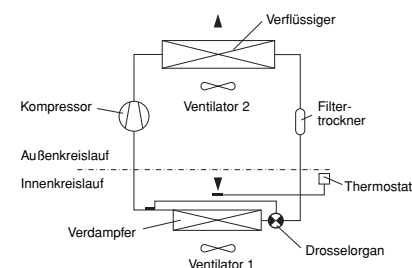 Verflüssiger
Kompressor
Ventilator 2
Filter-
trockner
Außenkreislauf
Innenkreislauf
Thermostat
Verdampfer
Drosselorgan
Ventilator 1